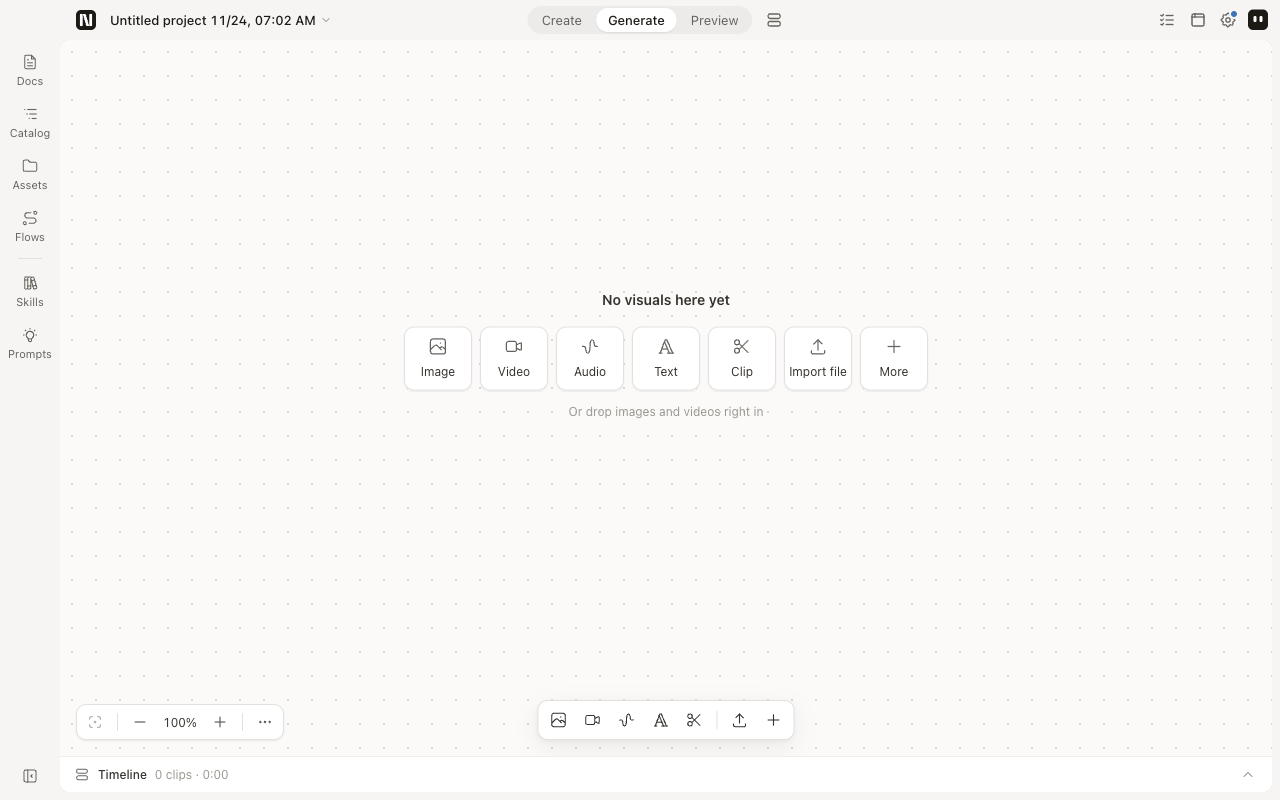 Untitled project 11/24, 07:02 AM
Create
Generate
Preview
Docs
Catalog
Assets
Flows
Skills
Prompts
No visuals here yet
Image
Video
Audio
Text
Clip
Import file
More
Or drop images and videos right in
100%
Timeline 0 clips · 0:00